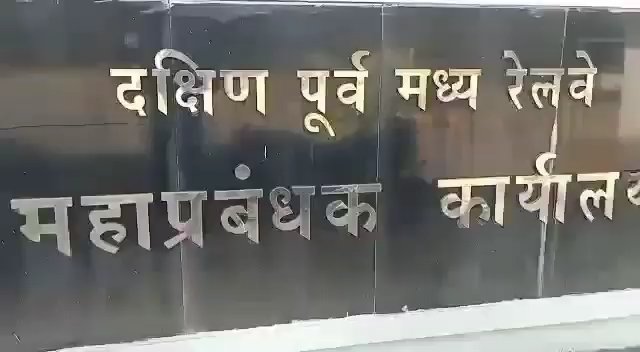 दक्षिण पूर्व मध्य रेलवे
महाप्रबंधक कार्यालय